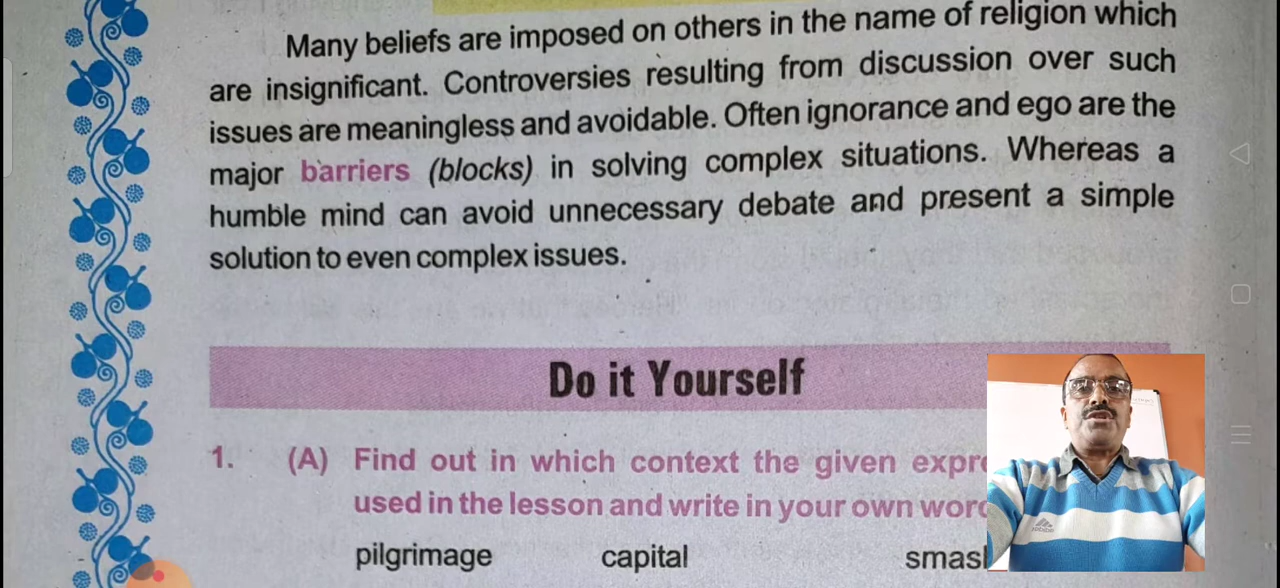 Many beliefs are imposed on others in the name of religion which
are insignificant. Controversies resulting from discussion over such
issues are meaningless and avoidable. Often ignorance and ego are the
major barriers (blocks) in solving complex situations. Whereas a
humble mind can avoid unnecessary debate and present a simple
solution to even complex issues.
Do it Yourself
1. (A) Find out in which context the given
used in the lesson and write in your own
pilgrimage capital